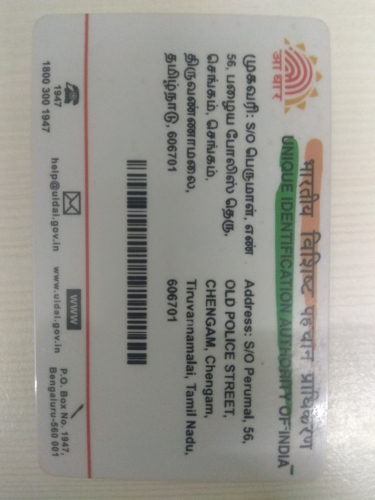 भारतीय विशिष्ट पहचान प्राधिकरण
UNIQUE IDENTIFICATION AUTHORITY OF INDIA
आधार
முகவரி: S/O பெருமாள், எண்
56, பழைய போலிஸ் தெரு,
செங்கம், செங்கம்,
திருவண்ணாமலை,
தமிழ்நாடு, 606701
Address: S/O Perumal, 56,
OLD POLICE STREET,
CHENGAM, Chengam,
Tiruvannamalai, Tamil Nadu,
606701
1947
1800 300 1947
help@uidai.gov.in
WWW
www.uidai.gov.in
P.O. Box No. 1947,
Bengaluru-560 001